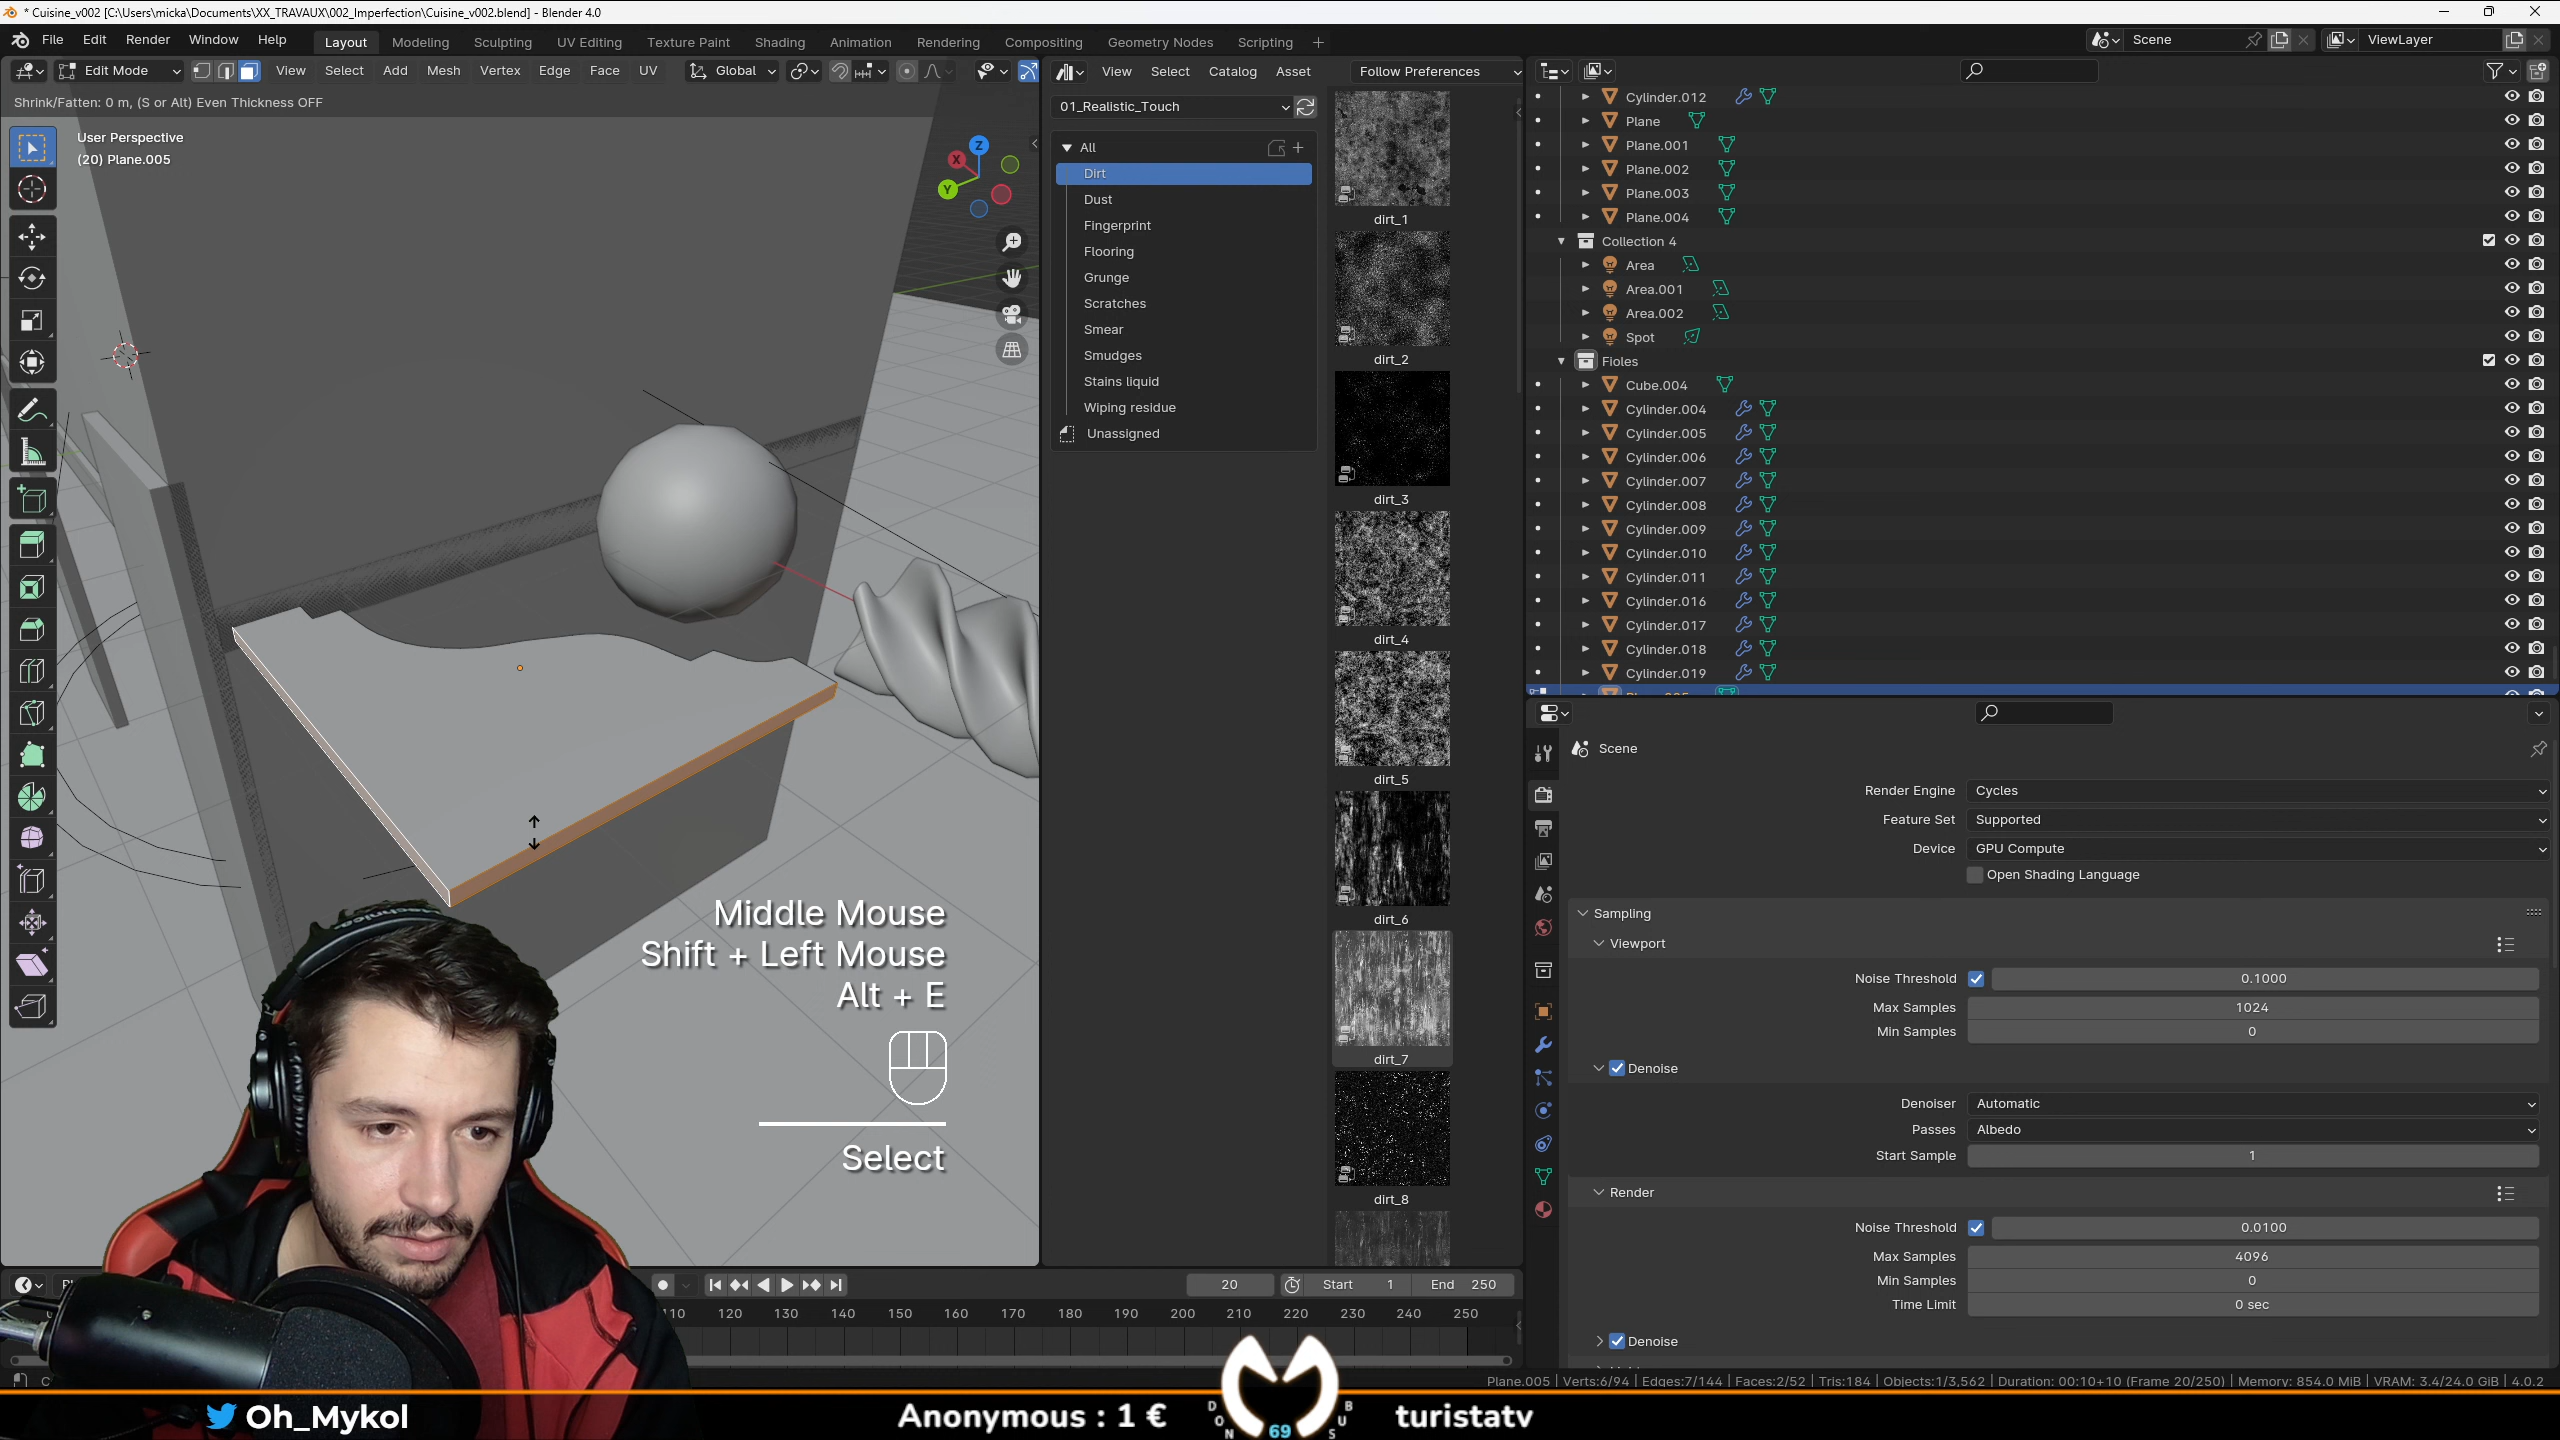 * Cuisine_v002 [C:\Users\micka\Documents\XX_TRAVAUX\002_Imperfection\Cuisine_v002.blend] - Blender 4.0
File Edit Render Window Help Layout Modeling Sculpting UV Editing Texture Paint Shading Animation Rendering Compositing Geometry Nodes Scripting + Scene ViewLayer
Edit Mode View Select Add Mesh Vertex Edge Face UV Global
View Select Catalog Asset Follow Preferences
Shrink/Fatten: 0 m, (S or Alt) Even Thickness OFF
User Perspective
(20) Plane.005
Z
X
Y
01_Realistic_Touch
All
Dirt
Dust
Fingerprint
Flooring
Grunge
Scratches
Smear
Smudges
Stains liquid
Wiping residue
Unassigned
dirt_1
dirt_2
dirt_3
dirt_4
dirt_5
dirt_6
dirt_7
dirt_8
Cylinder.012
Plane
Plane.001
Plane.002
Plane.003
Plane.004
Collection 4
Area
Area.001
Area.002
Spot
Fioles
Cube.004
Cylinder.004
Cylinder.005
Cylinder.006
Cylinder.007
Cylinder.008
Cylinder.009
Cylinder.010
Cylinder.011
Cylinder.016
Cylinder.017
Cylinder.018
Cylinder.019
Scene
Render Engine Cycles
Feature Set Supported
Device GPU Compute
Open Shading Language
Sampling
Viewport
Noise Threshold 0.1000
Max Samples 1024
Min Samples 0
Denoise
Denoiser Automatic
Passes Albedo
Start Sample 1
Render
Noise Threshold 0.0100
Max Samples 4096
Min Samples 0
Time Limit 0 sec
Denoise
Middle Mouse
Shift + Left Mouse
Alt + E
Select
20 Start 1 End 250
110 120 130 140 150 160 170 180 190 200 210 220 230 240 250
Plane.005 | Verts:6/94 | Edges:7/144 | Faces:2/52 | Tris:184 | Objects:1/3,562 | Duration: 00:10+10 (Frame 20/250) | Memory: 854.0 MiB | VRAM: 3.4/24.0 GiB | 4.0.2
Oh_Mykol
Anonymous : 1 €
DON
69
BUS
turistatv